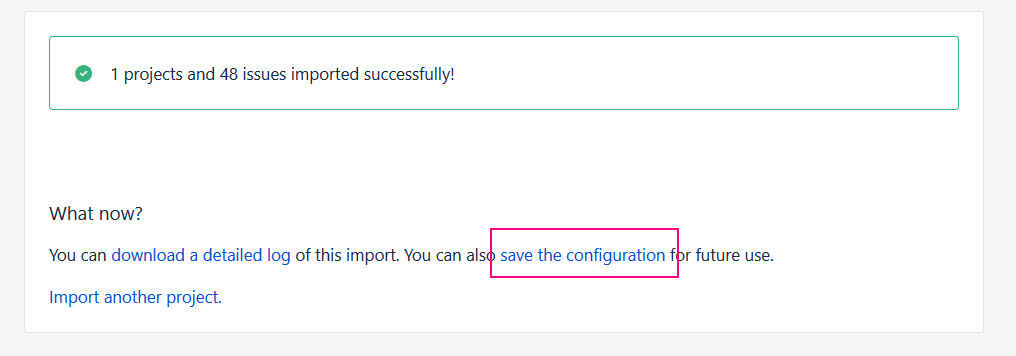 1 projects and 48 issues imported successfully!
What now?
You can download a detailed log of this import. You can also save the configuration for future use.
Import another project.